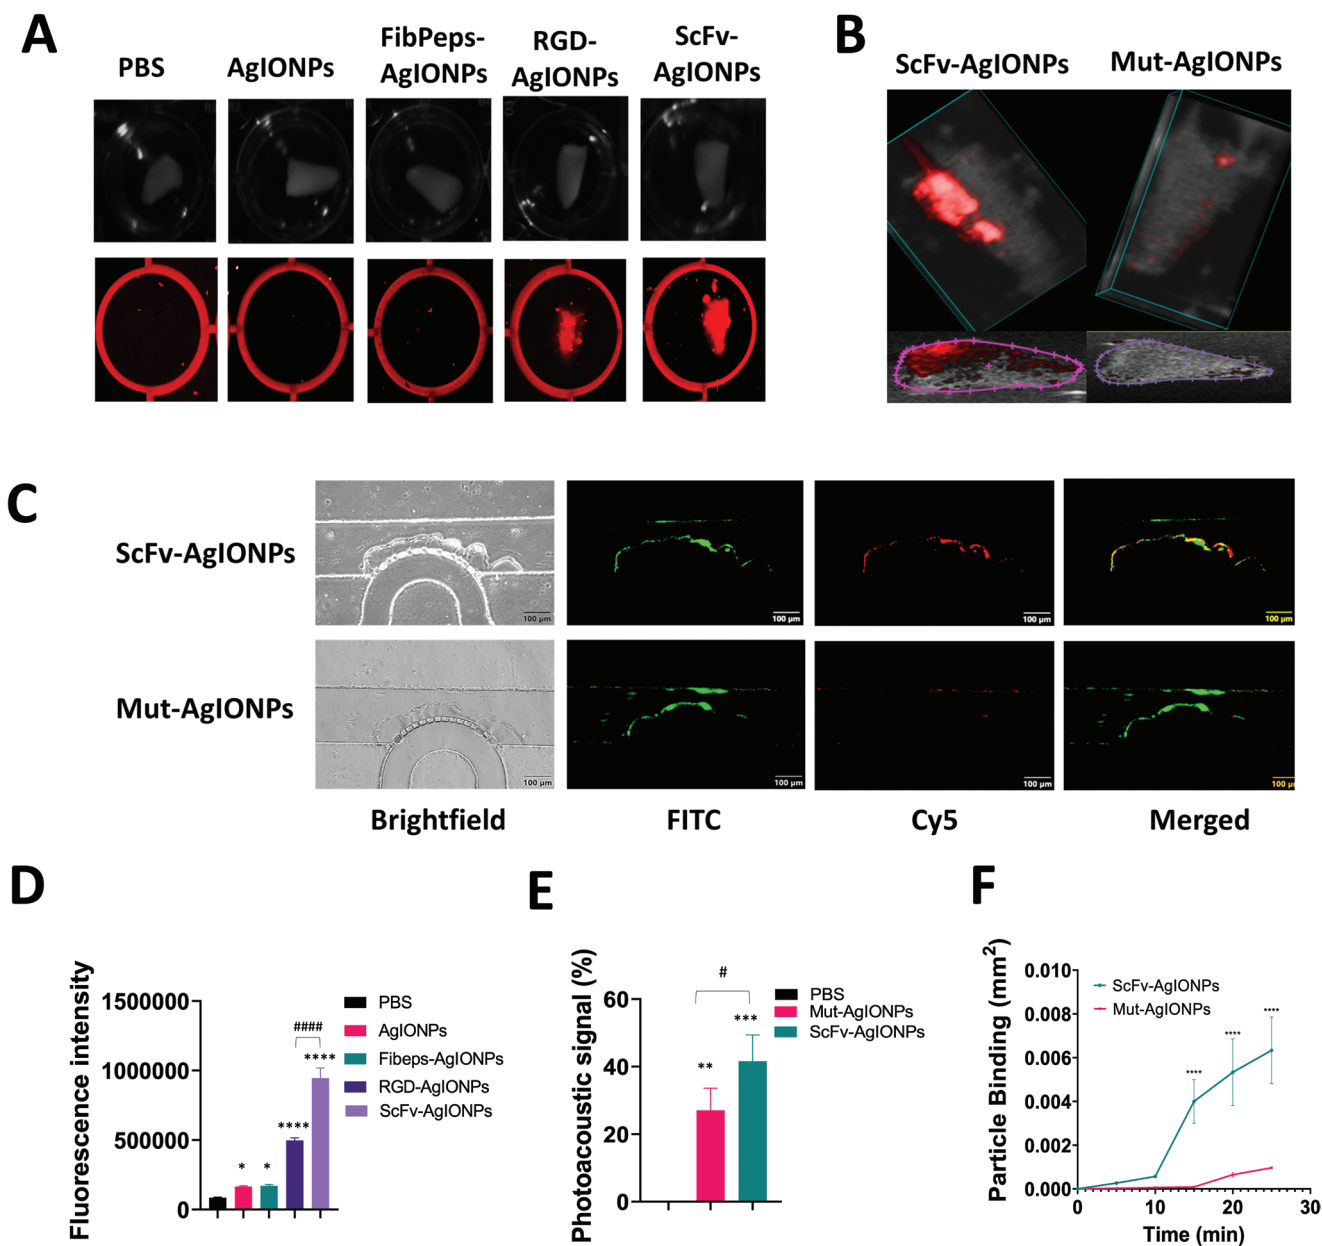 A
PBS
AgIONPs
FibPeps-
AgIONPs
RGD-
AgIONPs
ScFv-
AgIONPs
B
ScFv-AgIONPs
Mut-AgIONPs
C
ScFv-AgIONPs
100 µm
100 µm
100 µm
100 µm
Mut-AgIONPs
100 µm
100 µm
100 µm
100 µ
Brightfield
FITC
Cy5
Merged
D
Fluorescence intensity
1500000
1000000
500000
0
*
*
****
####
****
PBS
AgIONPs
Fibeps-AgIONPs
RGD-AgIONPs
ScFv-AgIONPs
E
Photoacoustic signal (%)
60
40
20
0
**
#
***
PBS
Mut-AgIONPs
ScFv-AgIONPs
F
Particle Binding (mm²)
0.010
0.008
0.006
0.004
0.002
0.000
ScFv-AgIONPs
Mut-AgIONPs
****
****
****
0
10
20
30
Time (min)